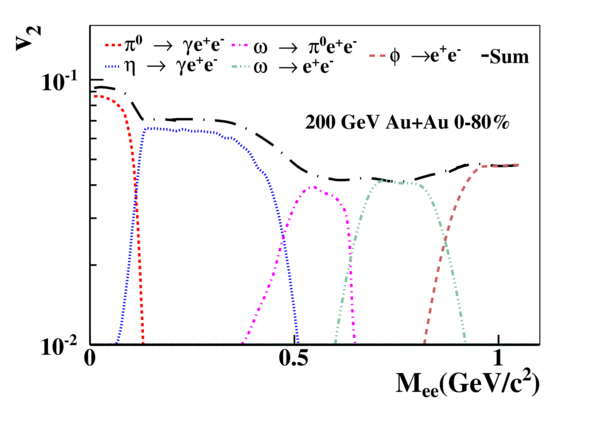 v₂
π⁰ → γe⁺e⁻ ω → π⁰e⁺e⁻ ϕ →e⁺e⁻ -Sum
η → γe⁺e⁻ ω → e⁺e⁻
200 GeV Au+Au 0-80%
10⁻¹
10⁻²
0 0.5 1
Mₑₑ(GeV/c²)